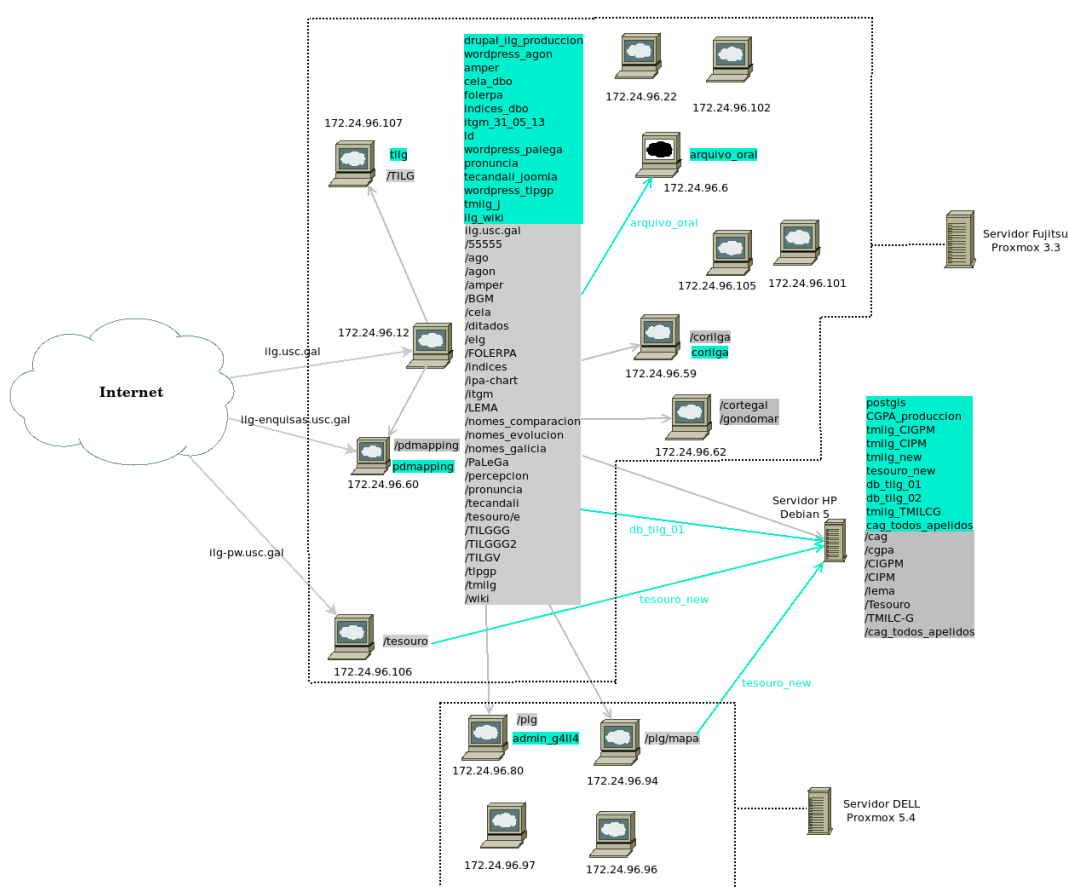 drupal_ilg_produccion
wordpress_agon
amper
cela_dbo
folerpa
indices_dbo
itgm_31_05_13
ld
wordpress_palega
pronuncia
tecandali_joomla
wordpress_tlpgp
tmilg_j
ilg_wiki
ilg.usc.gal
/55555
/ago
/agon
/amper
/BGM
/cela
/ditados
/elg
/FOLERPA
/indices
/ipa-chart
/itgm
/LEMA
/nomes_comparacion
/nomes_evolucion
/nomes_galicia
/PaLeGa
/percepcion
/pronuncia
/tecandali
/tesouro/e
/TILGGG
/TILGGG2
/TILGV
/tlpgp
/tmilg
/wiki
172.24.96.22
172.24.96.102
172.24.96.107
tilg
/TILG
arquivo_oral
172.24.96.6
arquivo_oral
Servidor Fujitsu
Proxmox 3.3
172.24.96.105
172.24.96.101
172.24.96.12
ilg.usc.gal
/corilga
corilga
172.24.96.59
Internet
ilg-enquisas.usc.gal
/pdmapping
pdmapping
172.24.96.60
/cortegal
/gondomar
172.24.96.62
postgis
CGPA_produccion
tmilg_CIGPM
tmilg_CIPM
tmilg_new
tesouro_new
db_tilg_01
db_tilg_02
tmilg_TMILCG
cag_todos_apelidos
/cag
/cgpa
/CIGPM
/CIPM
/lema
/Tesouro
/TMILC-G
/cag_todos_apelidos
Servidor HP
Debian 5
db_tilg_01
ilg-pw.usc.gal
tesouro_new
/tesouro
172.24.96.106
tesouro_new
/plg
admin_g4ll4
172.24.96.80
/plg/mapa
172.24.96.94
Servidor DELL
Proxmox 5.4
172.24.96.97
172.24.96.96